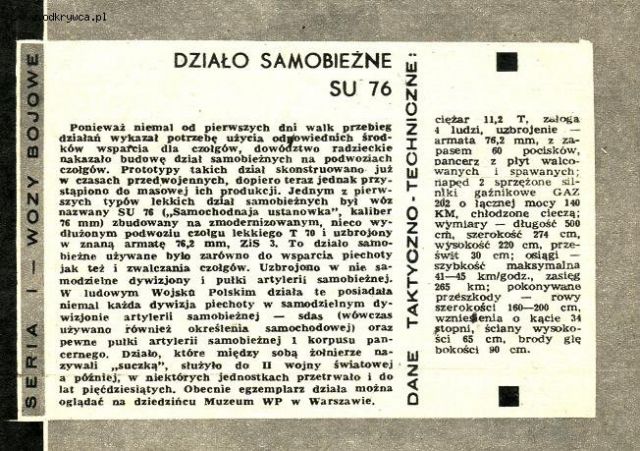 www.odkrywca.pl
SERIA I — WOZY BOJOWE
DZIAŁO SAMOBIEŻNE
SU 76
Ponieważ niemal od pierwszych dni walk przebieg
działań wykazał potrzebę użycia odpowiednich środ-
ków wsparcia dla czołgów, dowództwo radzieckie
nakazało budowę dział samobieżnych na podwoziach
czołgów. Prototypy takich dział skonstruowano już
w czasach przedwojennych, dopiero teraz jednak przy-
stąpiono do masowej ich produkcji. Jednym z pierw-
szych typów lekkich dział samobieżnych był wóz
nazwany SU 76 („Samochodnaja ustanowka", kaliber
76 mm) zbudowany na zmodernizowanym, nieco wy-
dłużonym podwoziu czołgu lekkiego T 70 i uzbrojony
w znaną armatę 76,2 mm, ZiS 3. To działo samo-
bieżne używane było zarówno do wsparcia piechoty
jak też i zwalczania czołgów. Uzbrojono w nie sa-
modzielne dywizjony i pułki artylerii samobieżnej.
W ludowym Wojsku Polskim działa te posiadała
niemal każda dywizja piechoty w samodzielnym dy-
wizjonie artylerii samobieżnej — sdas (wówczas
używano również określenia samochodowej) oraz
pewne pułki artylerii samobieżnej 1 korpusu pan-
cernego. Działo, które między sobą żołnierze na-
zywali „suczką", służyło do II wojny światowej
a później, w niektórych jednostkach przetrwało i do
lat pięćdziesiątych. Obecnie egzemplarz działa można
oglądać na dziedzińcu Muzeum WP w Warszawie.
DANE TAKTYCZNO-TECHNICZNE:
ciężar 11,2 T, załoga
4 ludzi, uzbrojenie —
armata 76,2 mm, z za-
pasem 60 pocisków,
pancerz z płyt walco-
wanych i spawanych;
napęd 2 sprzężone sil-
niki gaźnikowe GAZ
202 o łącznej mocy 140
KM, chłodzone cieczą;
wymiary — długość 500
cm, szerokość 274 cm,
wysokość 220 cm, prze-
świt 30 cm; osiągi —
szybkość maksymalna
41—45 km/godz., zasięg
265 km; pokonywane
przeszkody — rowy
szerokości 160—200 cm,
wzniesienia o kącie 34
stopni, ściany wysoko-
ści 65 cm, brody głę
bokości 90 cm.